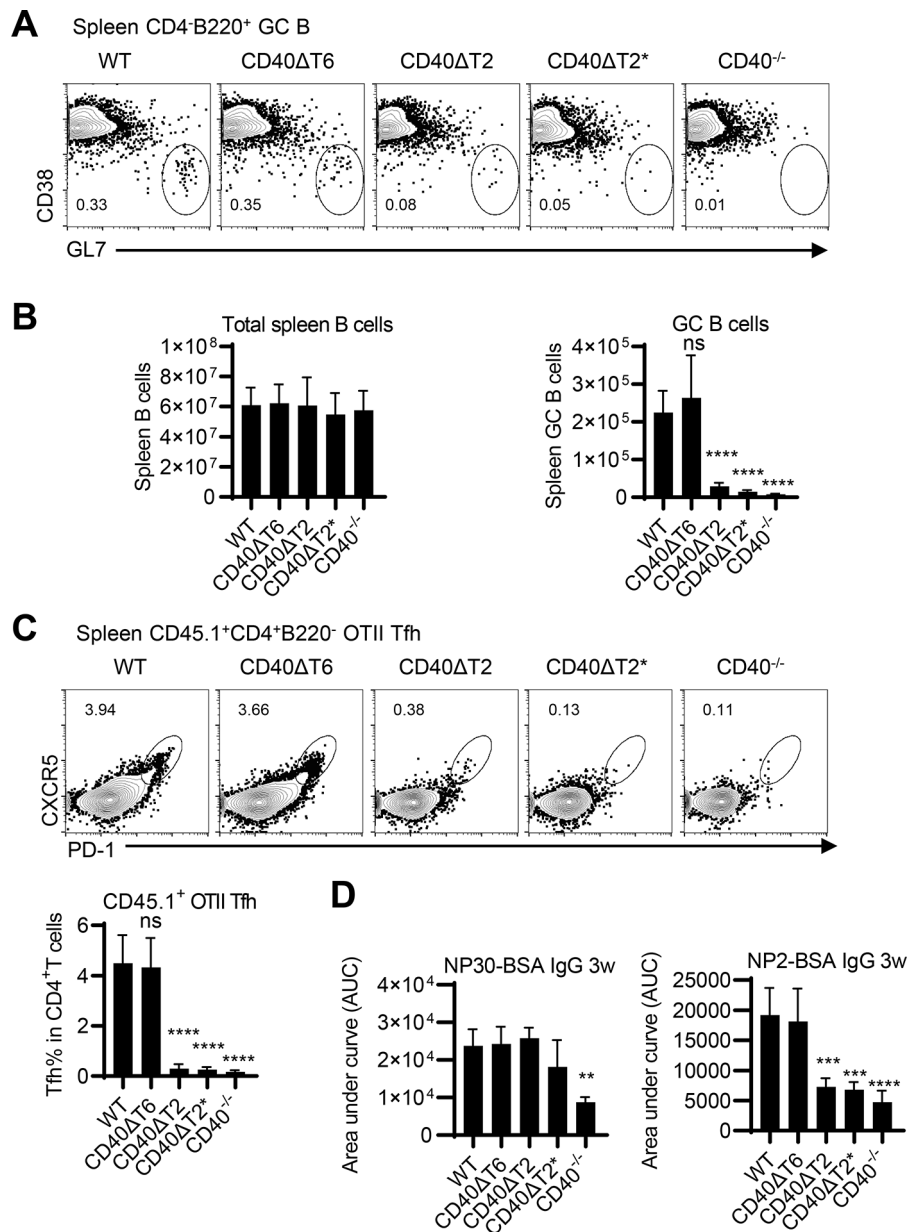 A
Spleen CD4⁻B220⁺ GC B
WT CD40ΔT6 CD40ΔT2 CD40ΔT2* CD40⁻/⁻
CD38
0.33 0.35 0.08 0.05 0.01
GL7
B
Total spleen B cells
Spleen B cells
1×10⁸
8×10⁷
6×10⁷
4×10⁷
2×10⁷
0
WT CD40ΔT6 CD40ΔT2 CD40ΔT2* CD40⁻/⁻
GC B cells
ns
Spleen GC B cells
4×10⁵
3×10⁵
2×10⁵
1×10⁵
0
**** **** ****
WT CD40ΔT6 CD40ΔT2 CD40ΔT2* CD40⁻/⁻
C
Spleen CD45.1⁺CD4⁺B220⁻ OTII Tfh
WT CD40ΔT6 CD40ΔT2 CD40ΔT2* CD40⁻/⁻
3.94 3.66 0.38 0.13 0.11
CXCR5
PD-1
CD45.1⁺ OTII Tfh
ns
Tfh% in CD4⁺T cells
6
4
2
0
**** **** ****
WT CD40ΔT6 CD40ΔT2 CD40ΔT2* CD40⁻/⁻
D
NP30-BSA IgG 3w
Area under curve (AUC)
4×10⁴
3×10⁴
2×10⁴
1×10⁴
0
**
WT CD40ΔT6 CD40ΔT2 CD40ΔT2* CD40⁻/⁻
NP2-BSA IgG 3w
Area under curve (AUC)
25000
20000
15000
10000
5000
0
*** *** ****
WT CD40ΔT6 CD40ΔT2 CD40ΔT2* CD40⁻/⁻